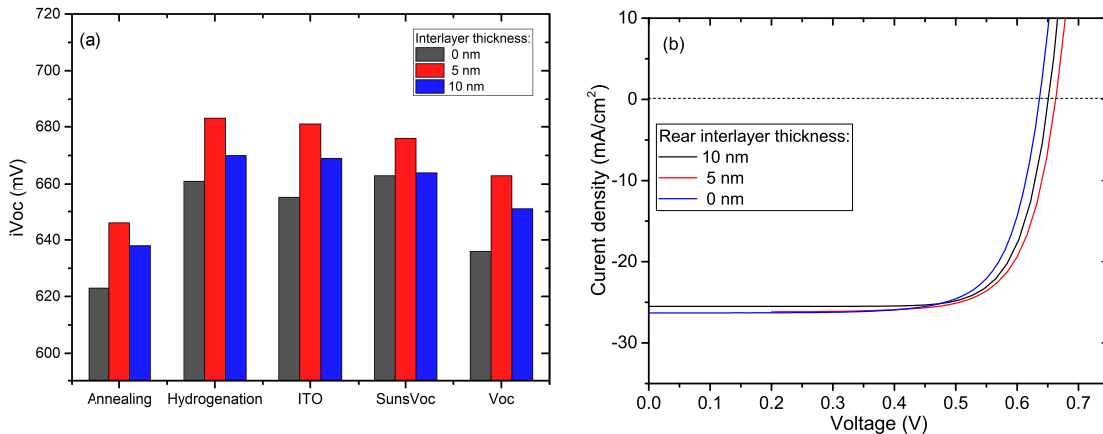 (a)
Interlayer thickness:
0 nm
5 nm
10 nm
iVoc (mV)
720
700
680
660
640
620
600
Annealing Hydrogenation ITO SunsVoc Voc
(b)
Rear interlayer thickness:
10 nm
5 nm
0 nm
Curent density (mA/cm²)
10
0
-10
-20
-30
0.0 0.1 0.2 0.3 0.4 0.5 0.6 0.7
Voltage (V)